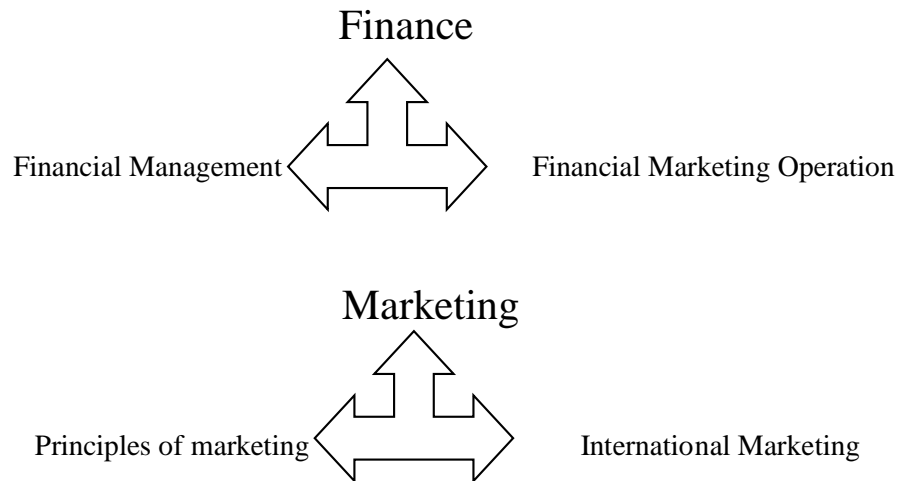 Finance
Financial Management
Financial Marketing Operation
Marketing
Principles of marketing
International Marketing